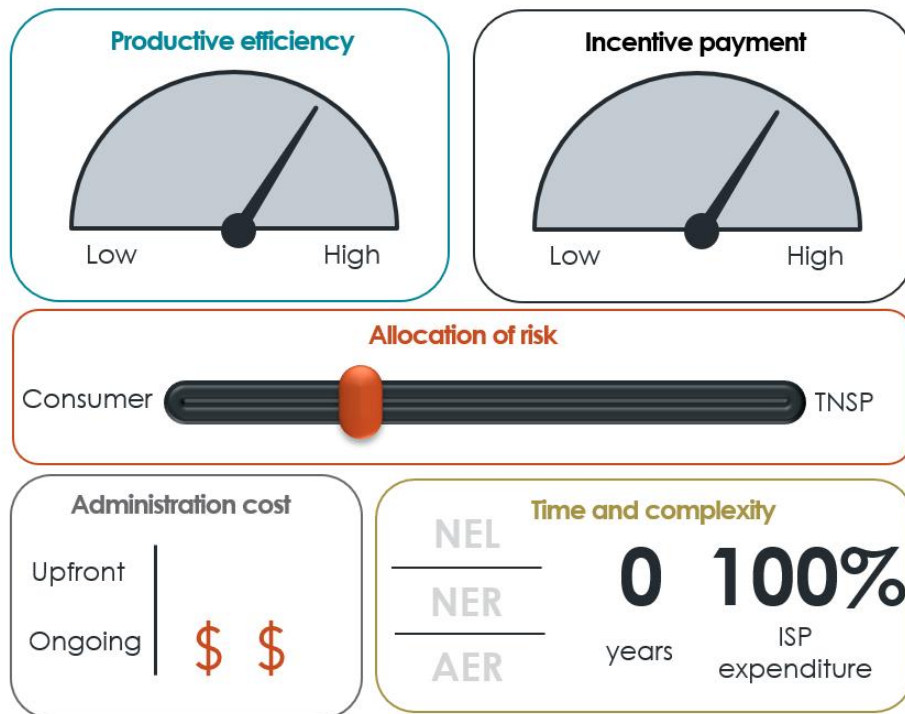 Productive efficiency
Low
High
Incentive payment
Low
High
Allocation of risk
Consumer
TNSP
Administration cost
Upfront
Ongoing
$ $
Time and complexity
NEL
NER
AER
0
years
100%
ISP
expenditure